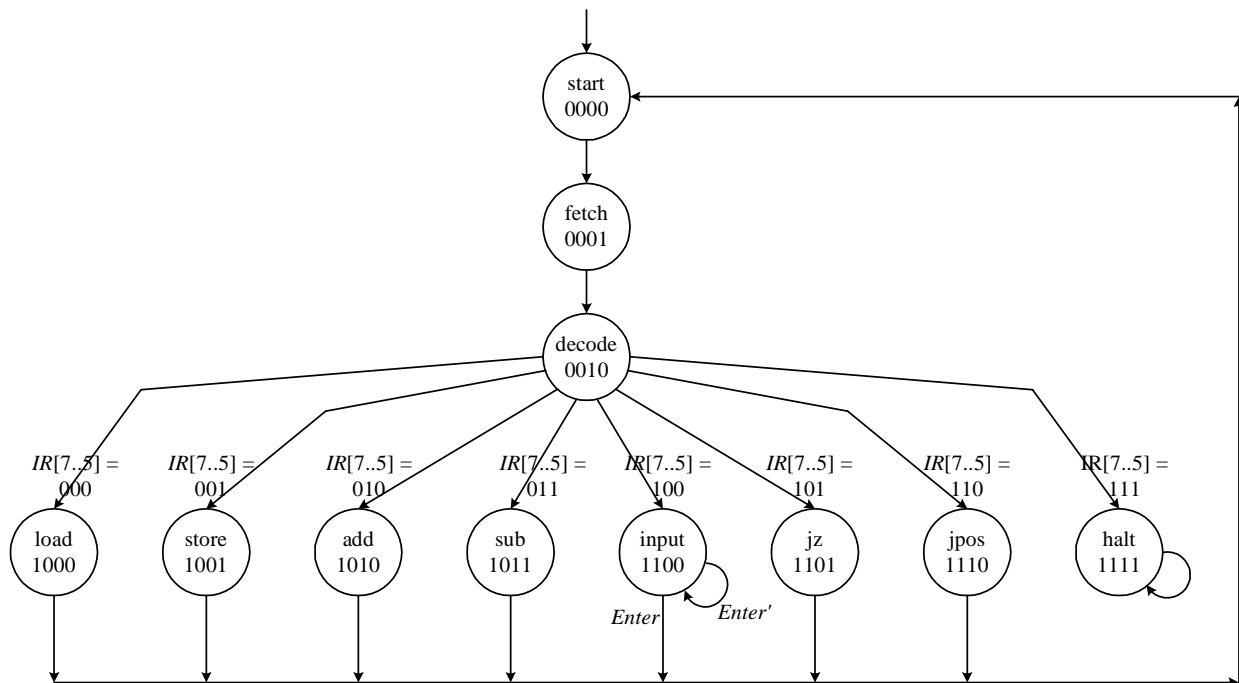 start
0000
fetch
0001
decode
0010
IR[7..5] =
000
IR[7..5] =
001
IR[7..5] =
010
IR[7..5] =
011
IR[7..5] =
100
IR[7..5] =
101
IR[7..5] =
110
IR[7..5] =
111
load
1000
store
1001
add
1010
sub
1011
input
1100
jz
1101
jpos
1110
halt
1111
Enter
Enter'